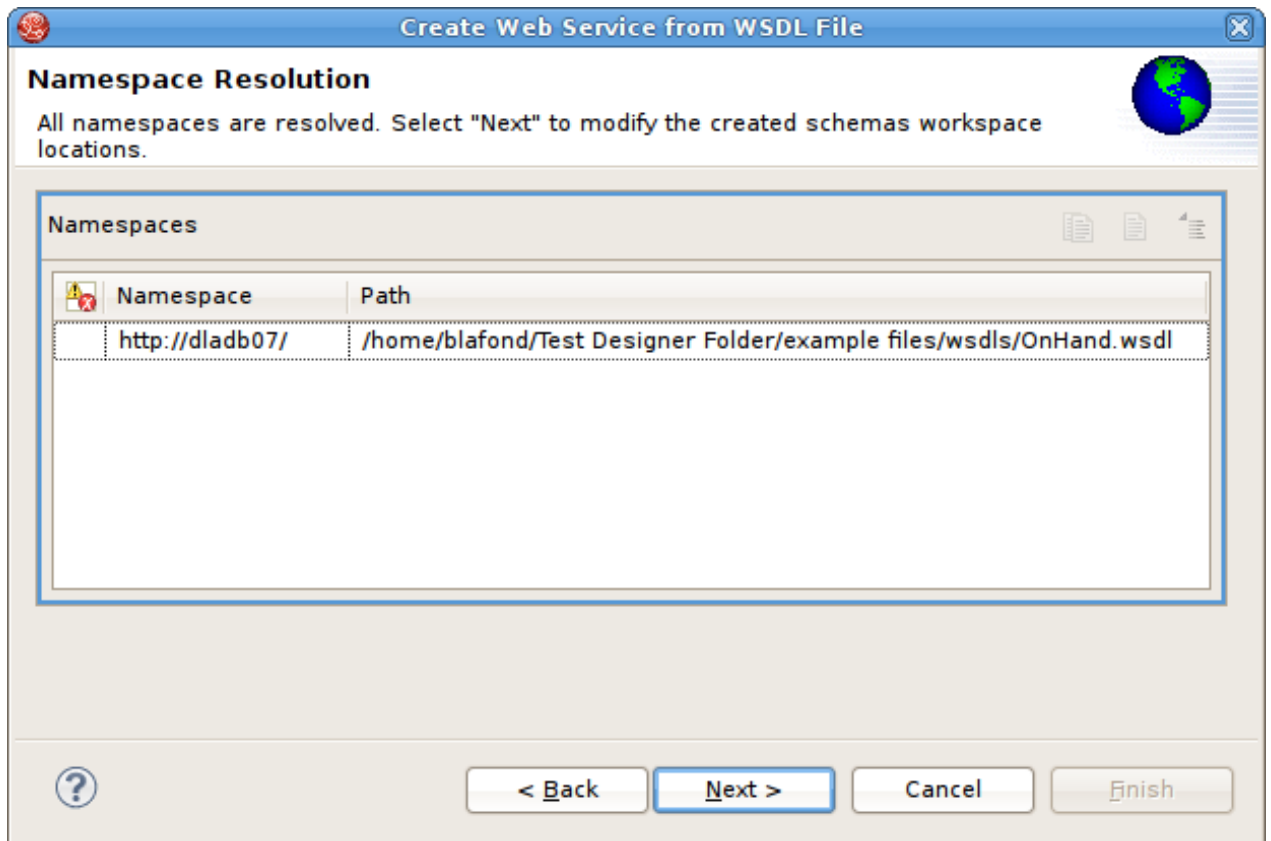 Create Web Service from WSDL File
Namespace Resolution
All namespaces are resolved. Select "Next" to modify the created schemas workspace
locations.
Namespaces
Namespace Path
http://dladb07/ /home/blafond/Test Designer Folder/example files/wsdls/OnHand.wsdl
< Back Next > Cancel Finish